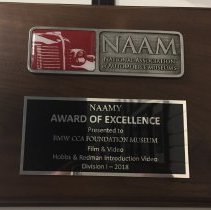 NAAM
NATIONAL ASSOCIATION
of AUTOMOBILE MUSEUMS
NAAMY
AWARD OF EXCELLENCE
Presented to
BMW CCA FOUNDATION MUSEUM
Film & Video
Hobbs & Redman Introduction Video
Division I – 2018